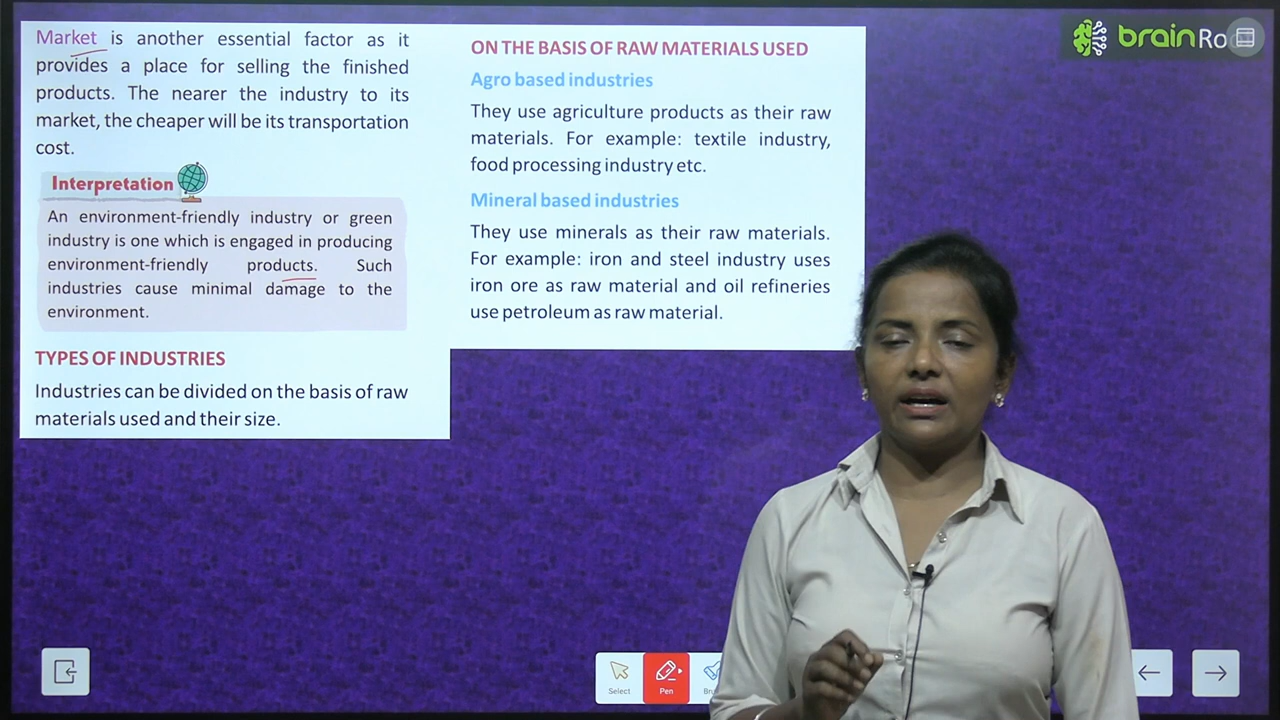 Market is another essential factor as it
provides a place for selling the finished
products. The nearer the industry to its
market, the cheaper will be its transportation
cost.
Interpretation
An environment-friendly industry or green
industry is one which is engaged in producing
environment-friendly products. Such
industries cause minimal damage to the
environment.
TYPES OF INDUSTRIES
Industries can be divided on the basis of raw
materials used and their size.
ON THE BASIS OF RAW MATERIALS USED
Agro based industries
They use agriculture products as their raw
materials. For example: textile industry,
food processing industry etc.
Mineral based industries
They use minerals as their raw materials.
For example: iron and steel industry uses
iron ore as raw material and oil refineries
use petroleum as raw material.
brain
Select
Pen